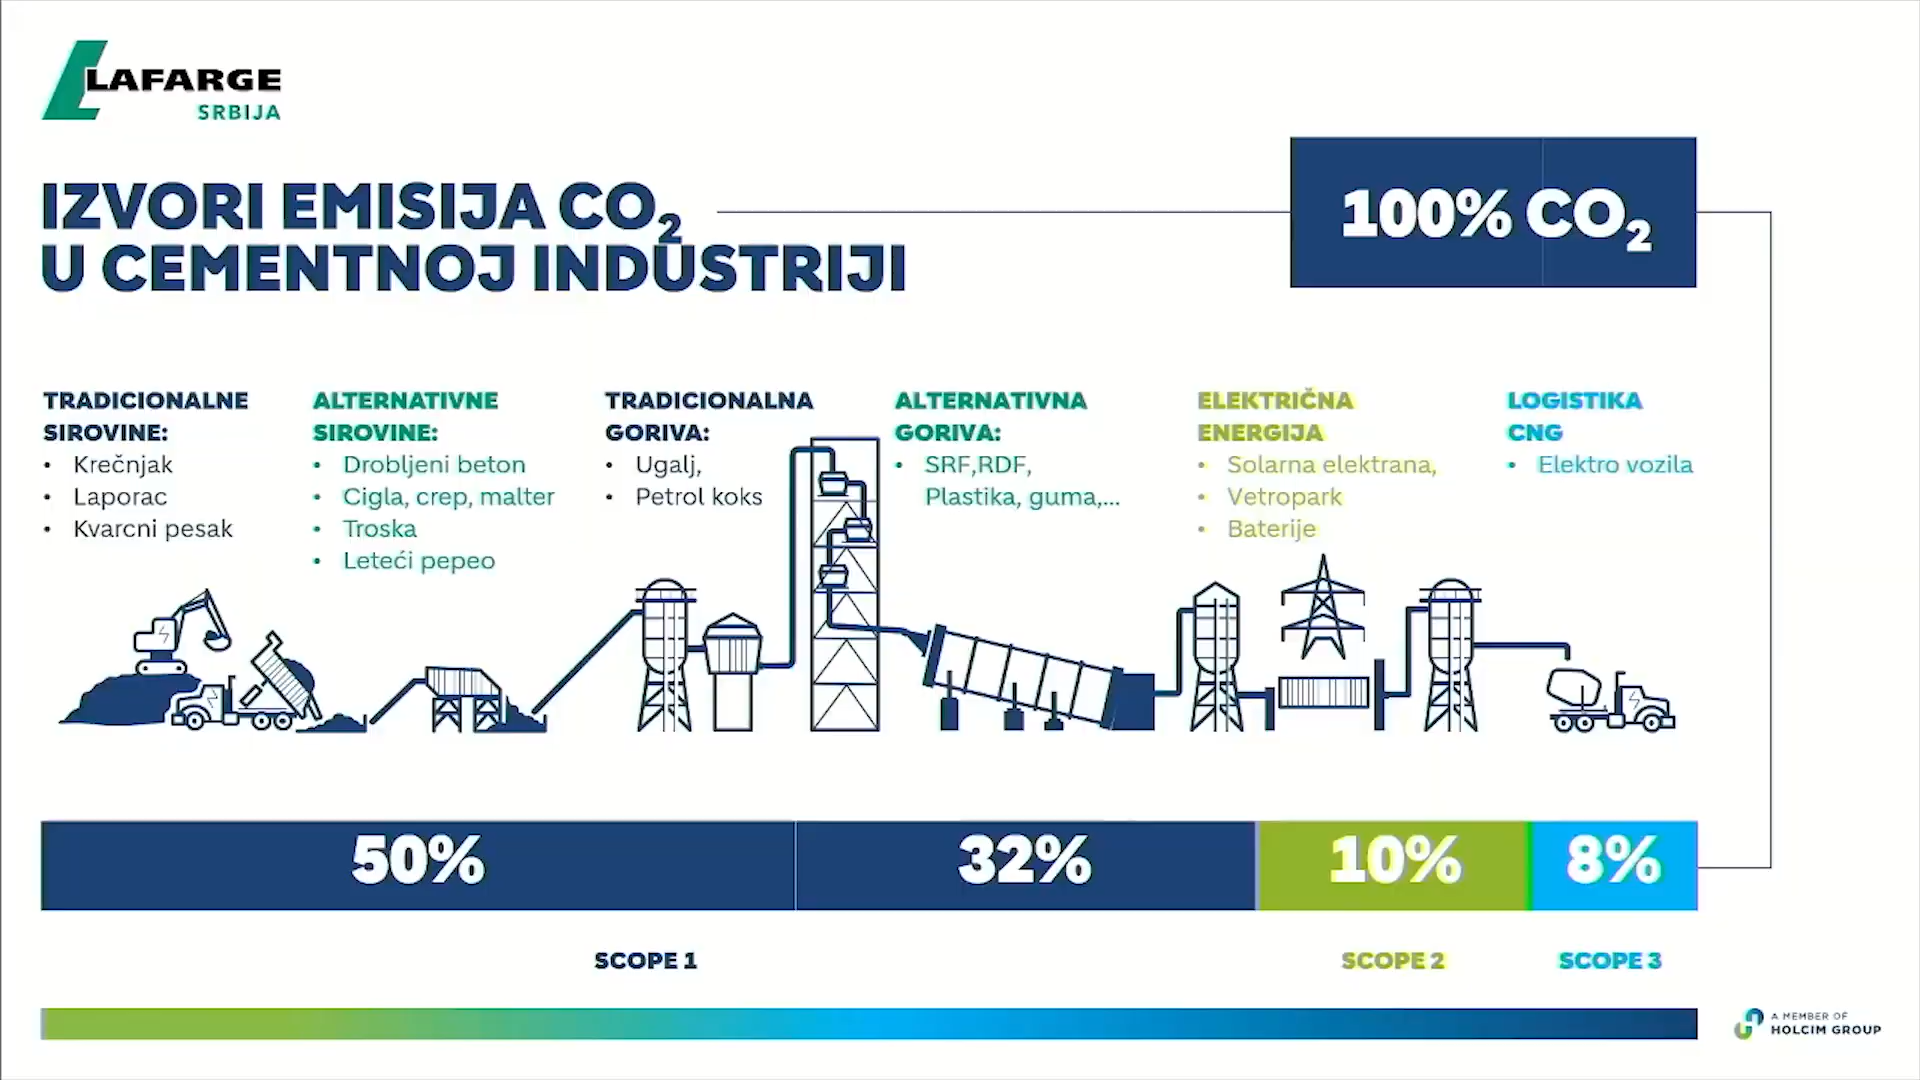 LAFARGE
SRBIJA
IZVORI EMISIJA CO₂
U CEMENTNOJ INDUSTRIJI
100% CO₂
TRADICIONALNE
SIROVINE:
• Krečnjak
• Laporac
• Kvarcni pesak
ALTERNATIVNE
SIROVINE:
• Drobljeni beton
• Cigla, crep, malter
• Troska
• Leteći pepeo
TRADICIONALNA
GORIVA:
• Ugalj,
• Petrol koks
ALTERNATIVNA
GORIVA:
• SRF,RDF,
Plastika, guma,...
ELEKTRIČNA
ENERGIJA
• Solarna elektrana,
• Vetropark
• Baterije
LOGISTIKA
CNG
• Elektro vozila
50%
32%
10%
8%
SCOPE 1
SCOPE 2
SCOPE 3
A MEMBER OF
HOLCIM GROUP